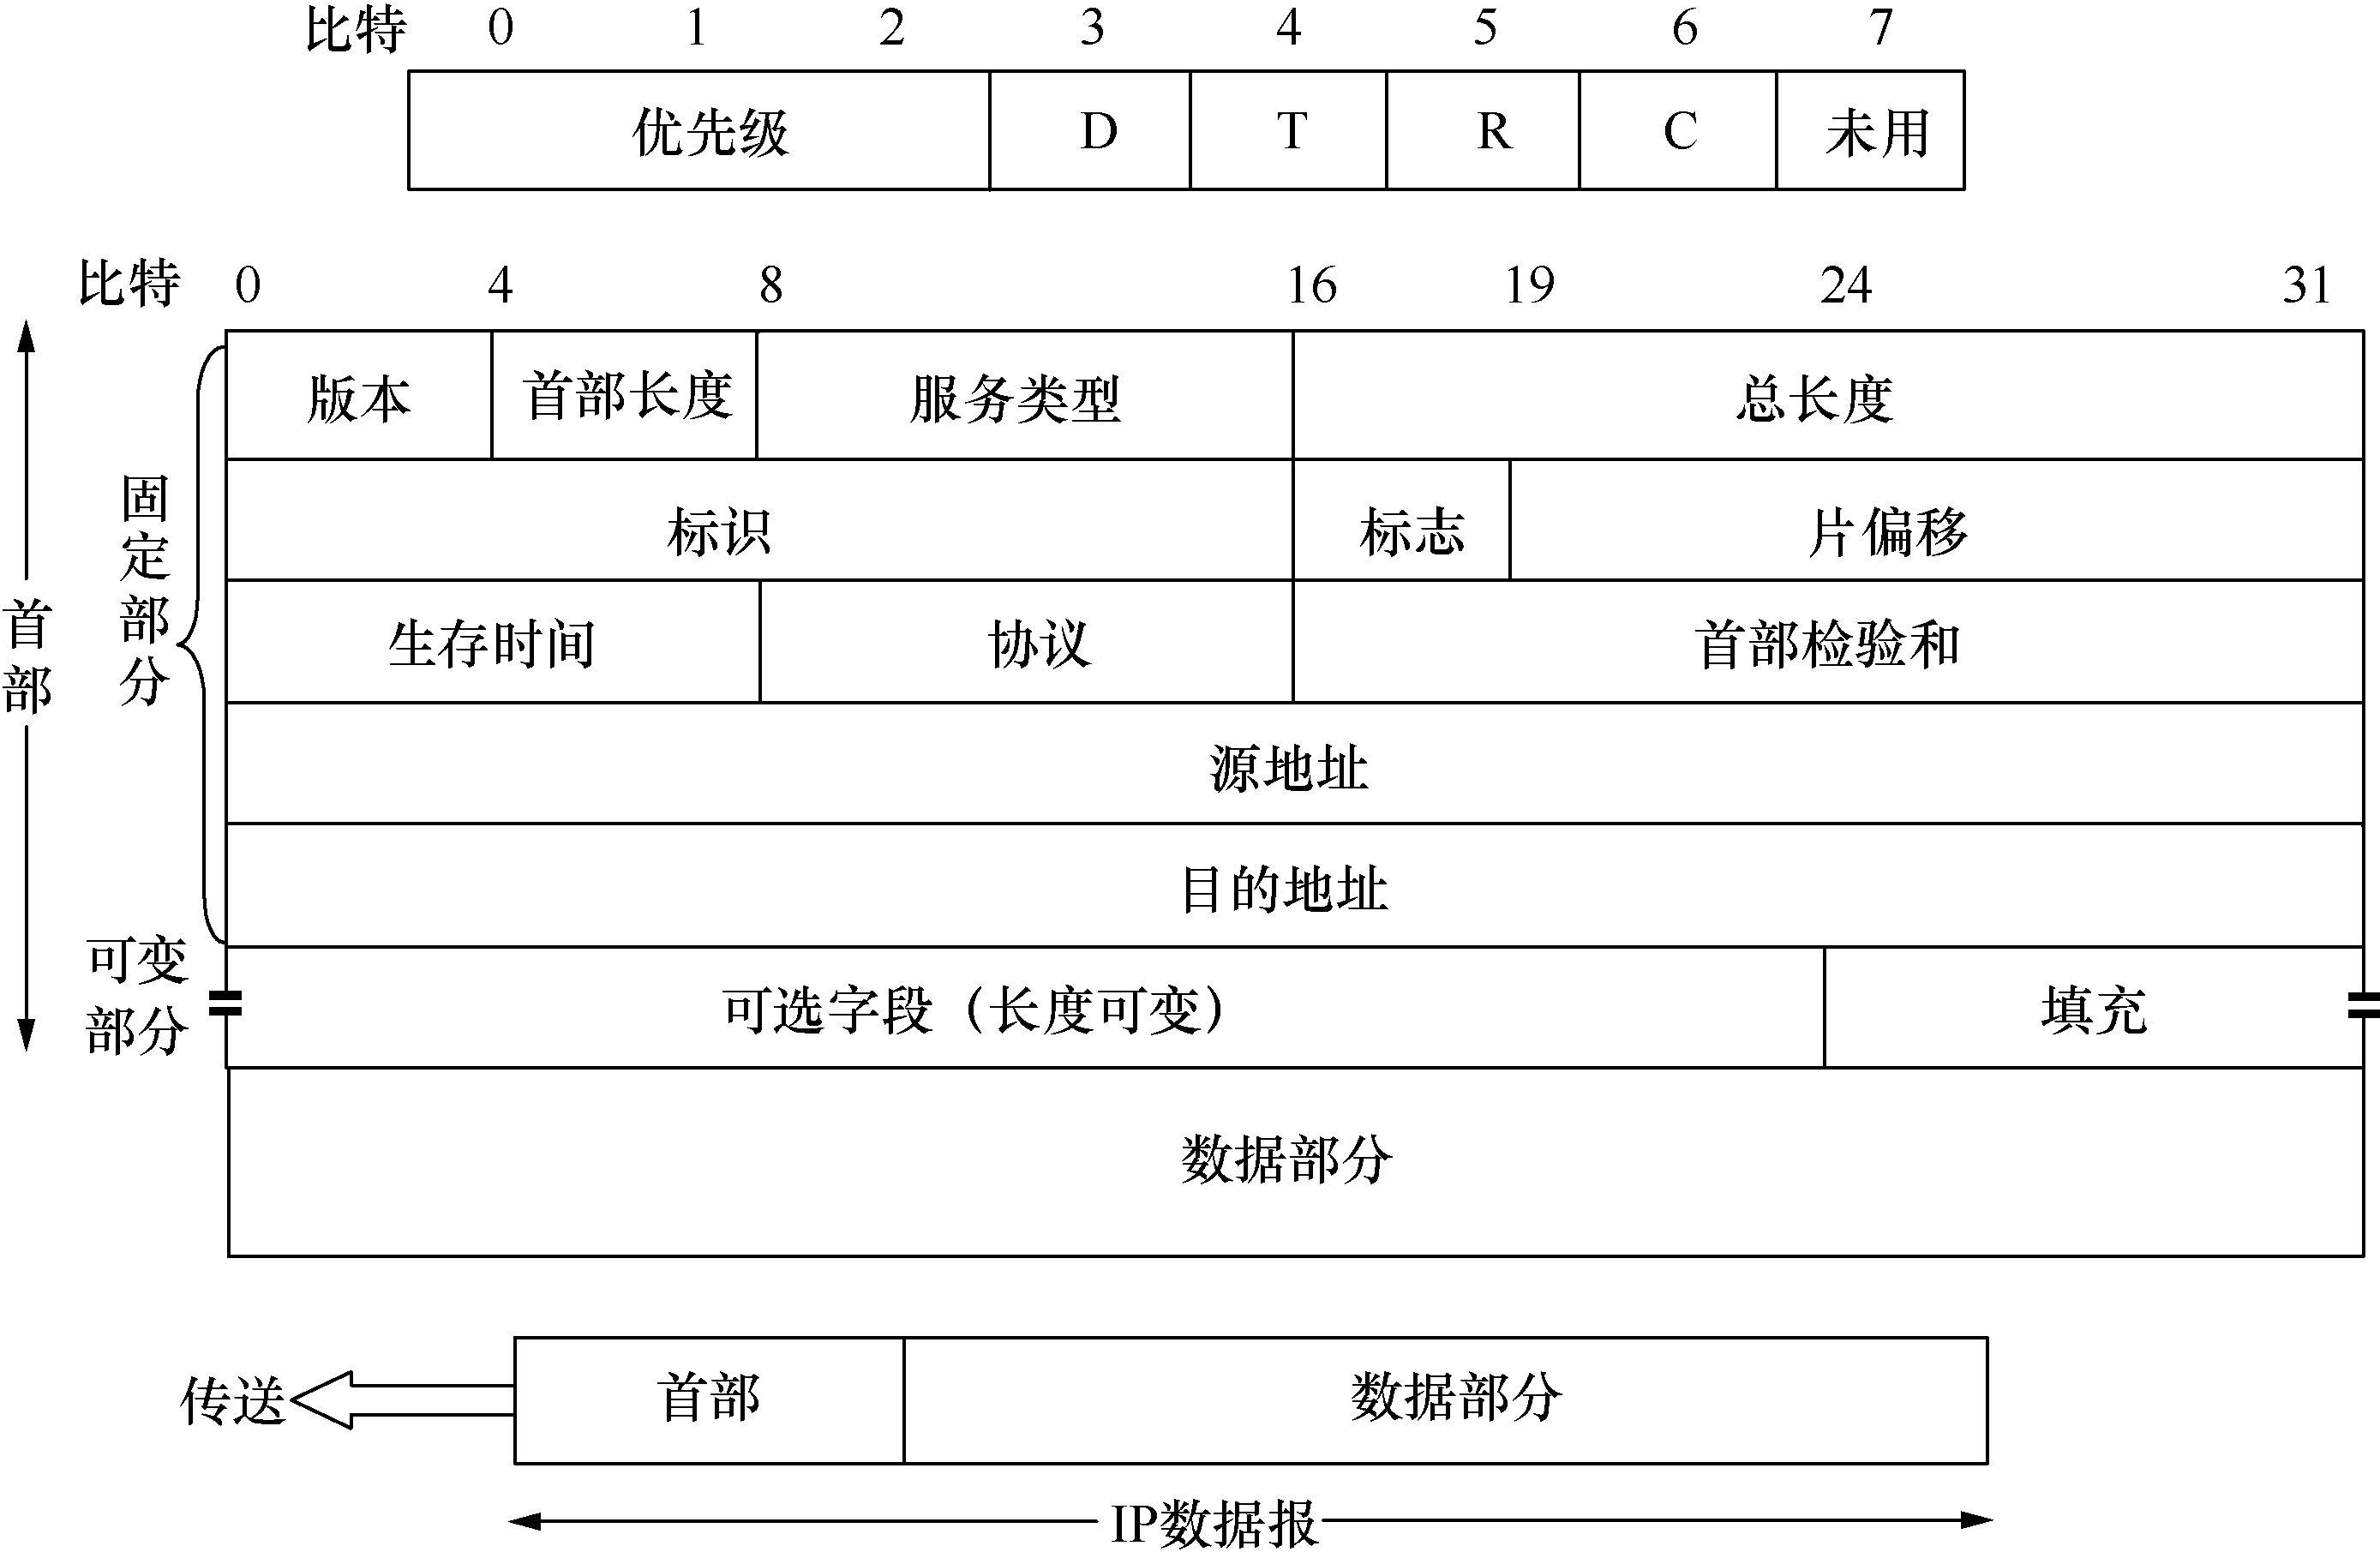 比特 0 1 2 3 4 5 6 7
优先级 D T R C 未用
比特 0 4 8 16 19 24 31
版本 首部长度 服务类型 总长度
标识 标志 片偏移
生存时间 协议 首部检验和
源地址
目的地址
可选字段（长度可变） 填充
数据部分
首部
固定部分
可变
部分
传送 首部 数据部分
IP数据报